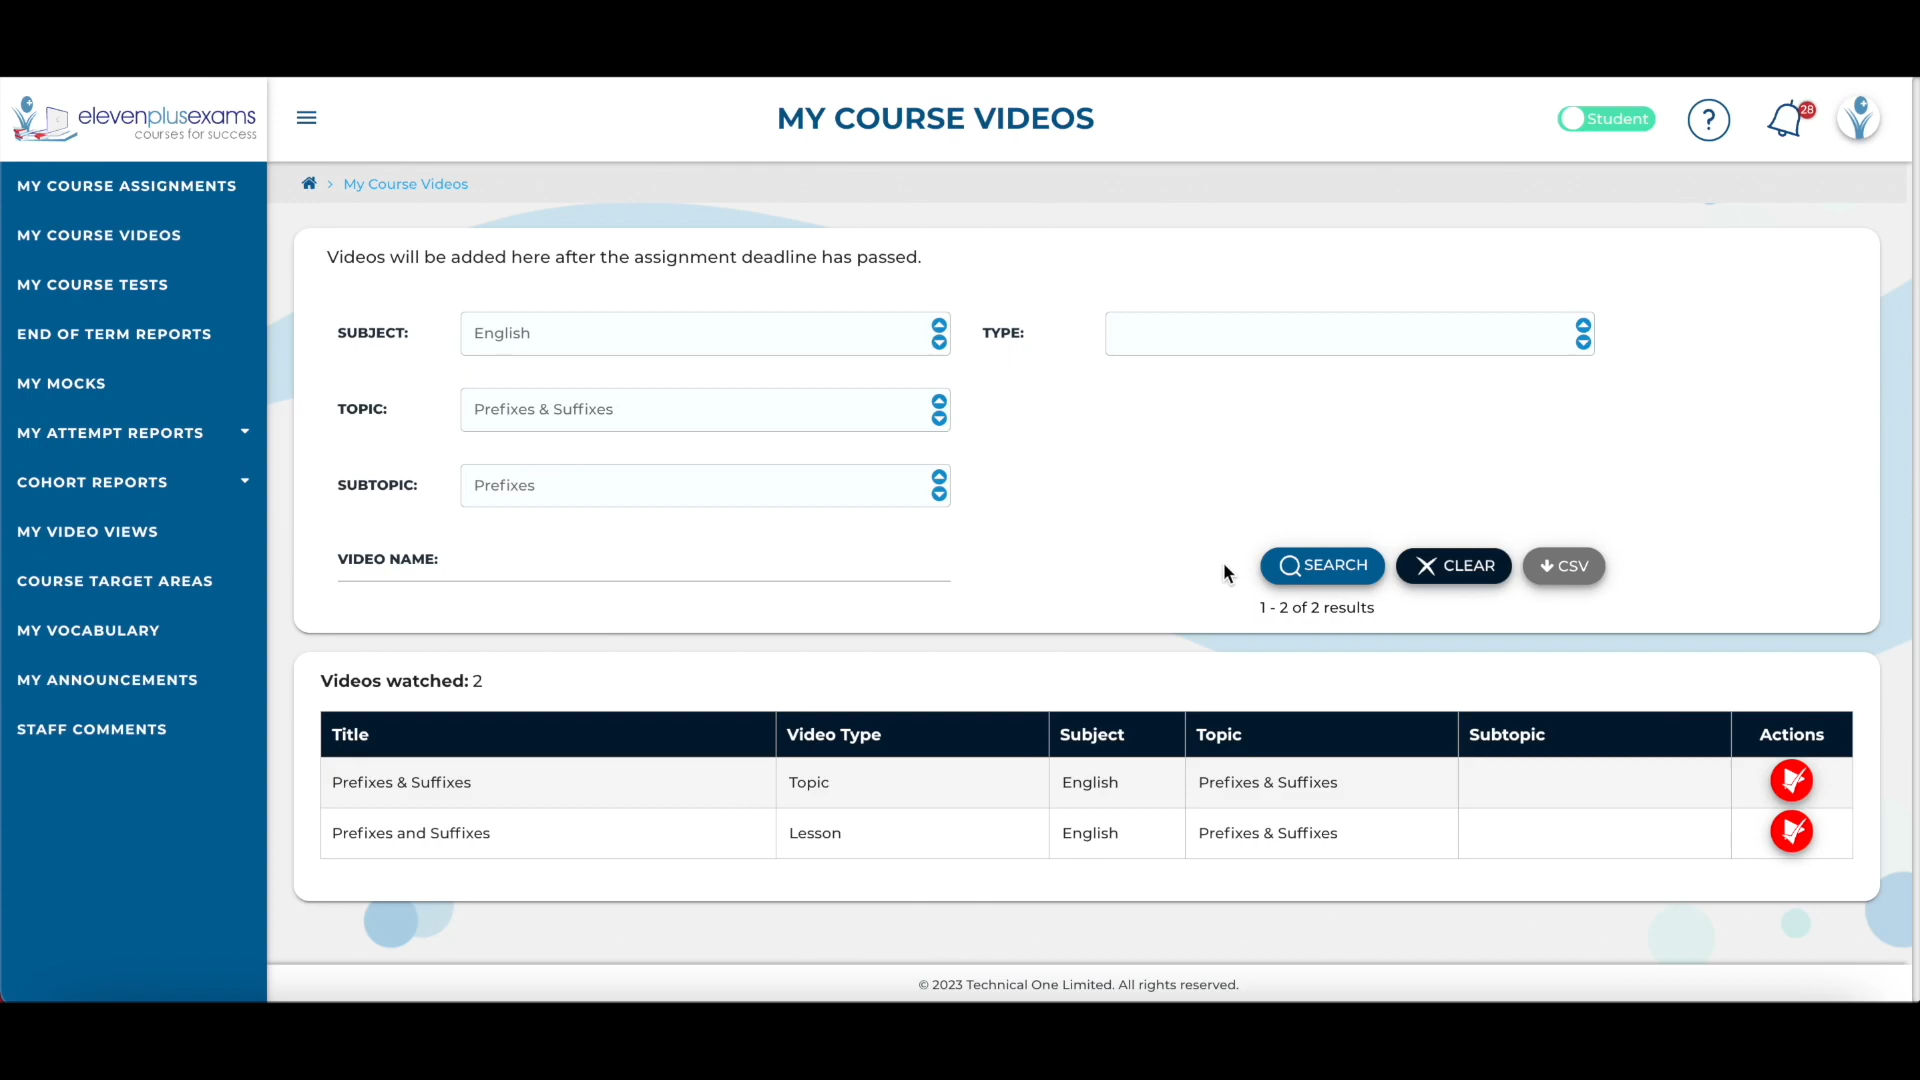 elevenplusexams
courses for success
MY COURSE VIDEOS
Student
?
28
MY COURSE ASSIGNMENTS
MY COURSE VIDEOS
MY COURSE TESTS
END OF TERM REPORTS
MY MOCKS
MY ATTEMPT REPORTS
COHORT REPORTS
MY VIDEO VIEWS
COURSE TARGET AREAS
MY VOCABULARY
MY ANNOUNCEMENTS
STAFF COMMENTS
> My Course Videos
Videos will be added here after the assignment deadline has passed.
SUBJECT: English TYPE:
TOPIC: Prefixes & Suffixes
SUBTOPIC: Prefixes
VIDEO NAME:
SEARCH CLEAR CSV
1 - 2 of 2 results
Videos watched: 2
Title Video Type Subject Topic Subtopic Actions
Prefixes & Suffixes Topic English Prefixes & Suffixes
Prefixes and Suffixes Lesson English Prefixes & Suffixes
© 2023 Technical One Limited. All rights reserved.